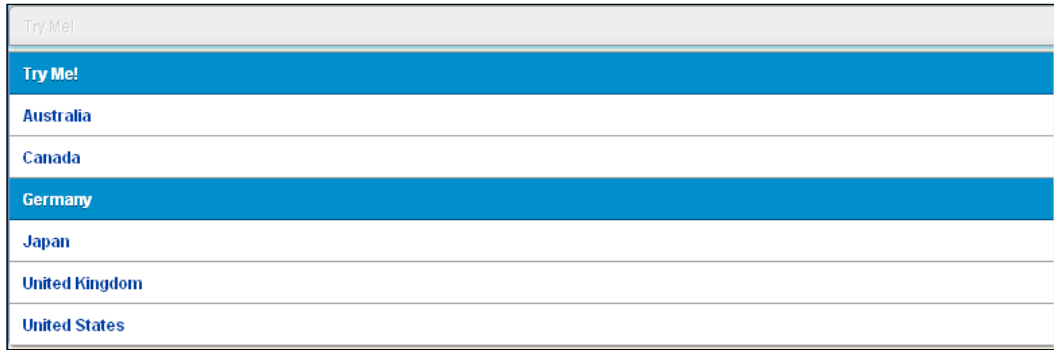 Try Me!
Try Me!
Australia
Canada
Germany
Japan
United Kingdom
United States